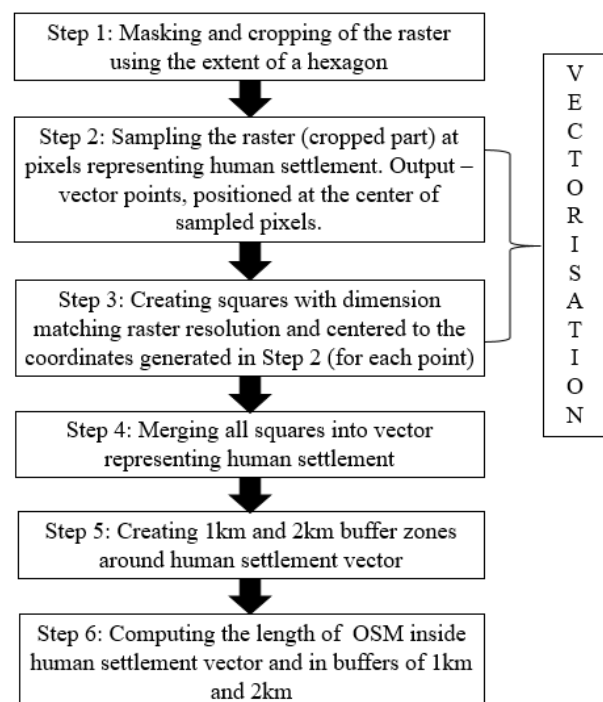 Step 1: Masking and cropping of the raster
using the extent of a hexagon
Step 2: Sampling the raster (cropped part) at
pixels representing human settlement. Output –
vector points, positioned at the center of
sampled pixels.
Step 3: Creating squares with dimension
matching raster resolution and centered to the
coordinates generated in Step 2 (for each point)
Step 4: Merging all squares into vector
representing human settlement
Step 5: Creating 1km and 2km buffer zones
around human settlement vector
Step 6: Computing the length of OSM inside
human settlement vector and in buffers of 1km
and 2km
V
E
C
T
O
R
I
S
A
T
I
O
N